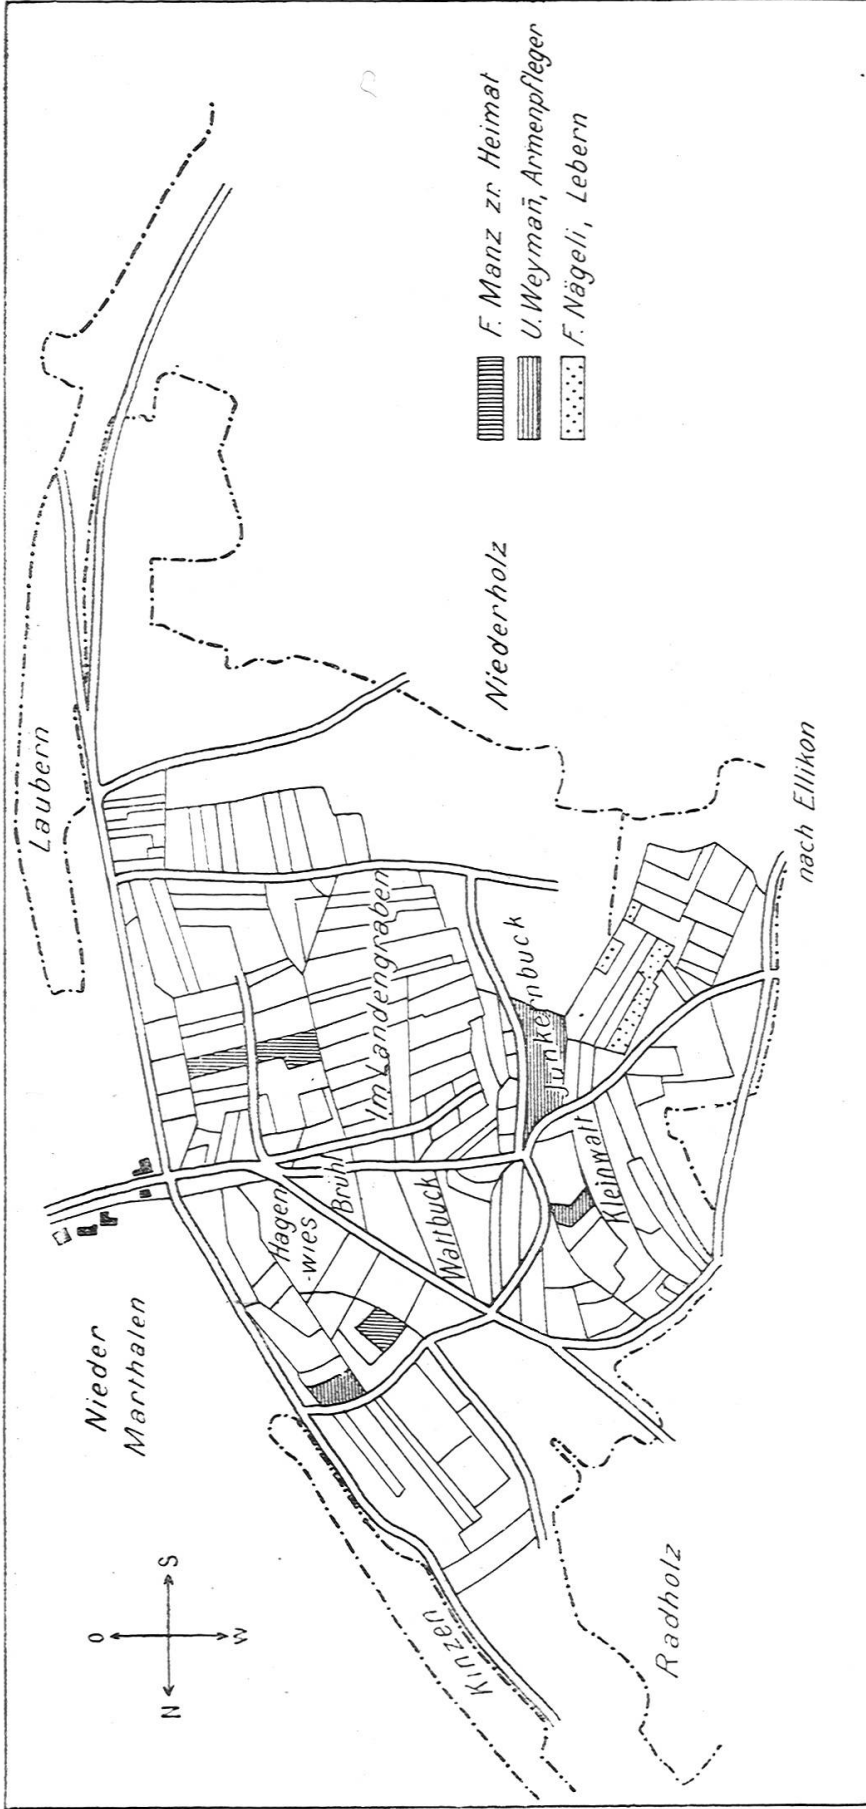 Laubern
Nieder
Marthalen
O
N
S
W
Kinzen
Radholz
Hagen
-wies
Brühl
Wattbuck
Im Landengraben
Junkernbuck
Kleinwatt
Niederholz
nach Ellikon
F. Manz zr. Heimat
U. Weyman̄, Armenpfleger
F. Nägeli, Lebern